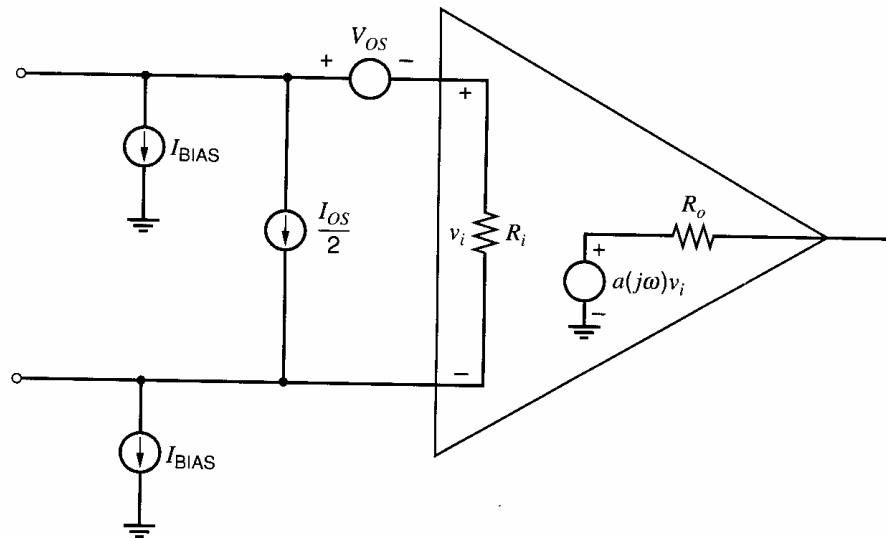 V_OS
+ −
+
I_BIAS
I_OS
2
v_i R_i
R_o
+
a(jω)v_i
−
−
I_BIAS